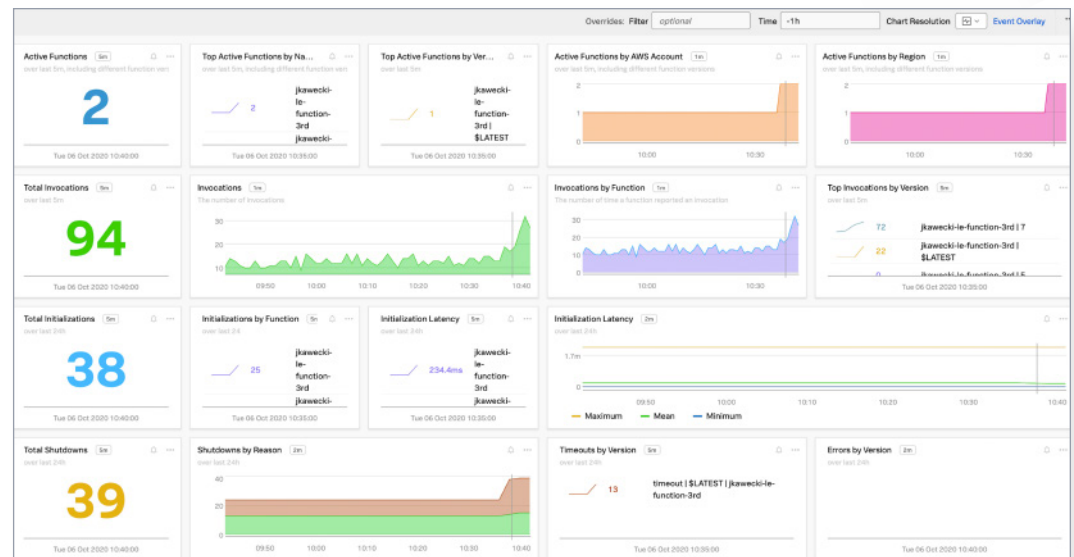 Overrides: Filter optional Time -1h Chart Resolution Event Overlay
Active Functions 5m
over last 5m, including different function vert
2
Tue 06 Oct 2020 10:40:00
Top Active Functions by Na...
over last 5m, including different function vert
2
jkawecki-
le-
function-
3rd
jkawecki-
Tue 06 Oct 2020 10:35:00
Top Active Functions by Ver...
over last 5m
1
jkawecki-
le-
function-
3rd |
$LATEST
Tue 06 Oct 2020 10:35:00
Active Functions by AWS Account 1m
over last 5m, including different function versions
2
1
0
10:00 10:30
Active Functions by Region 1m
over last 5m, including different function versions
2
1
0
10:00 10:30
Total Invocations 5m
over last 5m
94
Tue 06 Oct 2020 10:40:00
Invocations 1m
The number of invocations
30
20
10
09:50 10:00 10:10 10:20 10:30 10:40
Invocations by Function 1m
The number of time a function reported an invocation
30
20
10
0
10:00 10:30
Top Invocations by Version 5m
over last 5m
72 jkawecki-le-function-3rd | 7
22 jkawecki-le-function-3rd |
$LATEST
0 jkawecki-le-function-3rd | 5
Tue 06 Oct 2020 10:35:00
Total Initializations 5m
over last 24h
38
Tue 06 Oct 2020 10:40:00
Initializations by Function 5m
over last 24
25
jkawecki-
le-
function-
3rd
jkawecki-
Tue 06 Oct 2020 10:35:00
Initialization Latency 5m
over last 24h
234.4ms
jkawecki-
le-
function-
3rd
jkawecki-
Tue 06 Oct 2020 10:35:00
Initialization Latency 2m
over last 24h
1.7m
0
09:50 10:00 10:10 10:20 10:30 10:40
Maximum Mean Minimum
Total Shutdowns 5m
over last 24h
39
Tue 06 Oct 2020 10:40:00
Shutdowns by Reason 2m
over last 24h
40
20
0
09:50 10:00 10:10 10:20 10:30 10:40
Timeouts by Version 5m
over last 24h
13 timeout | $LATEST | jkawecki-le-
function-3rd
Tue 06 Oct 2020 10:35:00
Errors by Version 2m
over last 24h
Tue 06 Oct 2020 10:40:00